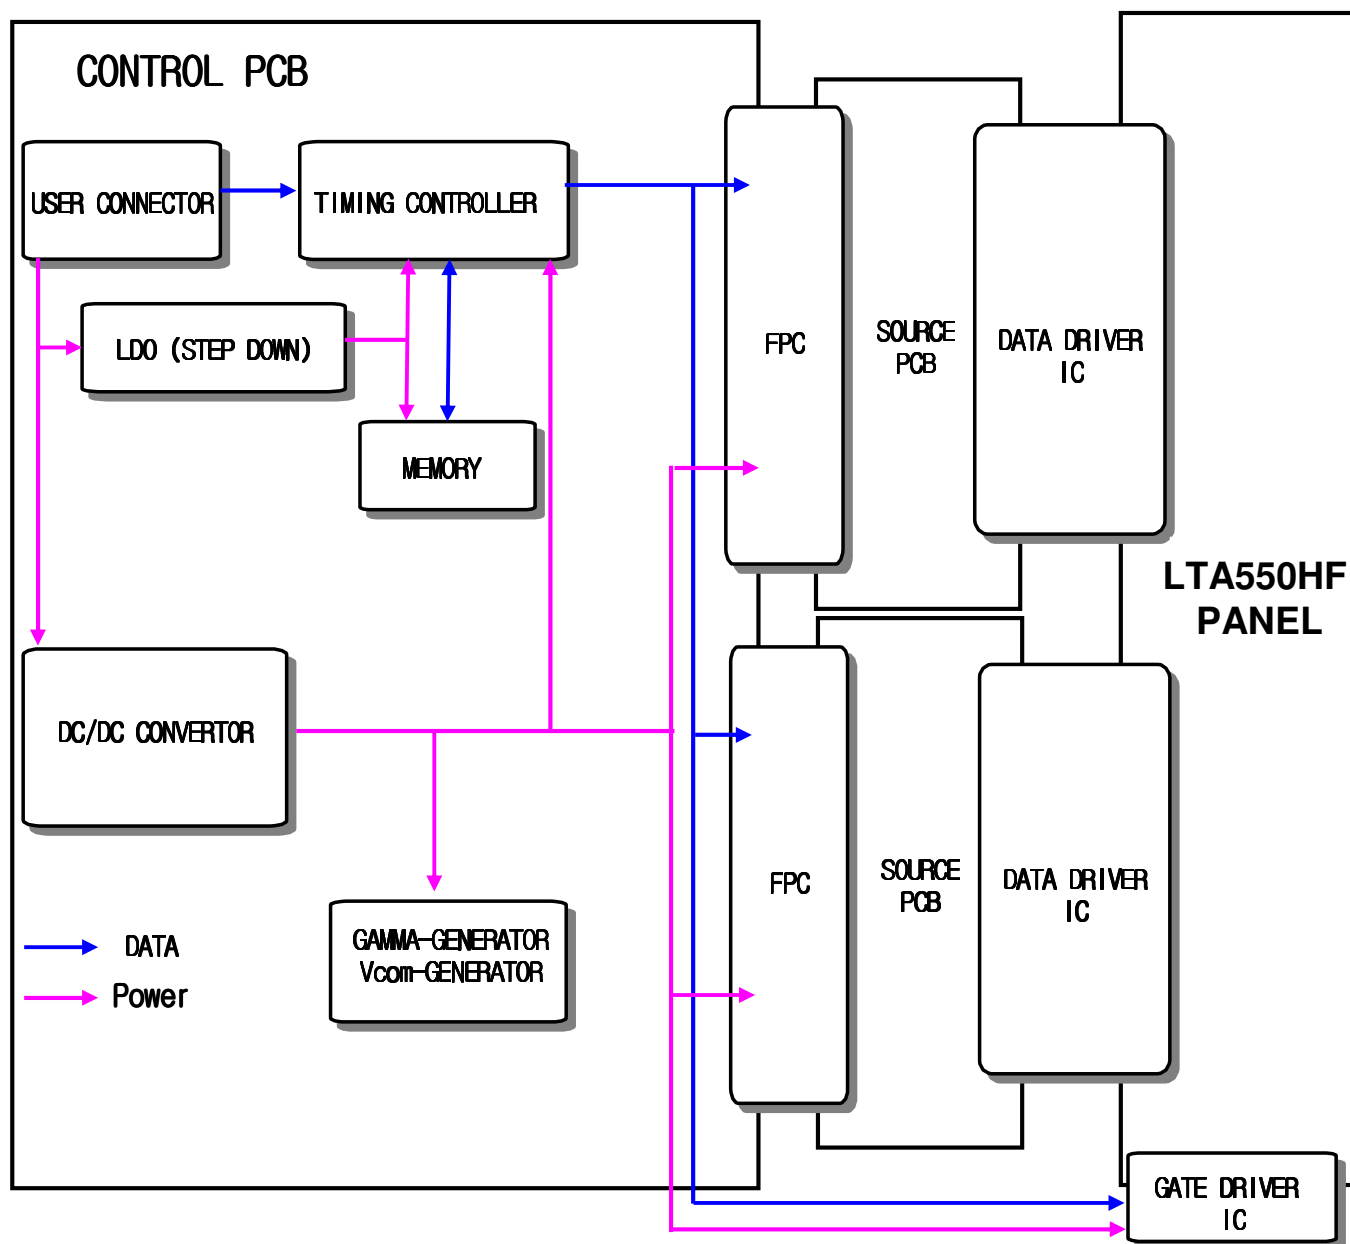 CONTROL PCB
USER CONNECTOR
TIMING CONTROLLER
LDO (STEP DOWN)
MEMORY
FPC
SOURCE
PCB
DATA DRIVER
IC
LTA550HF
PANEL
DC/DC CONVERTOR
FPC
SOURCE
PCB
DATA DRIVER
IC
GAMMA-GENERATOR
Vcom-GENERATOR
DATA
Power
GATE DRIVER
IC